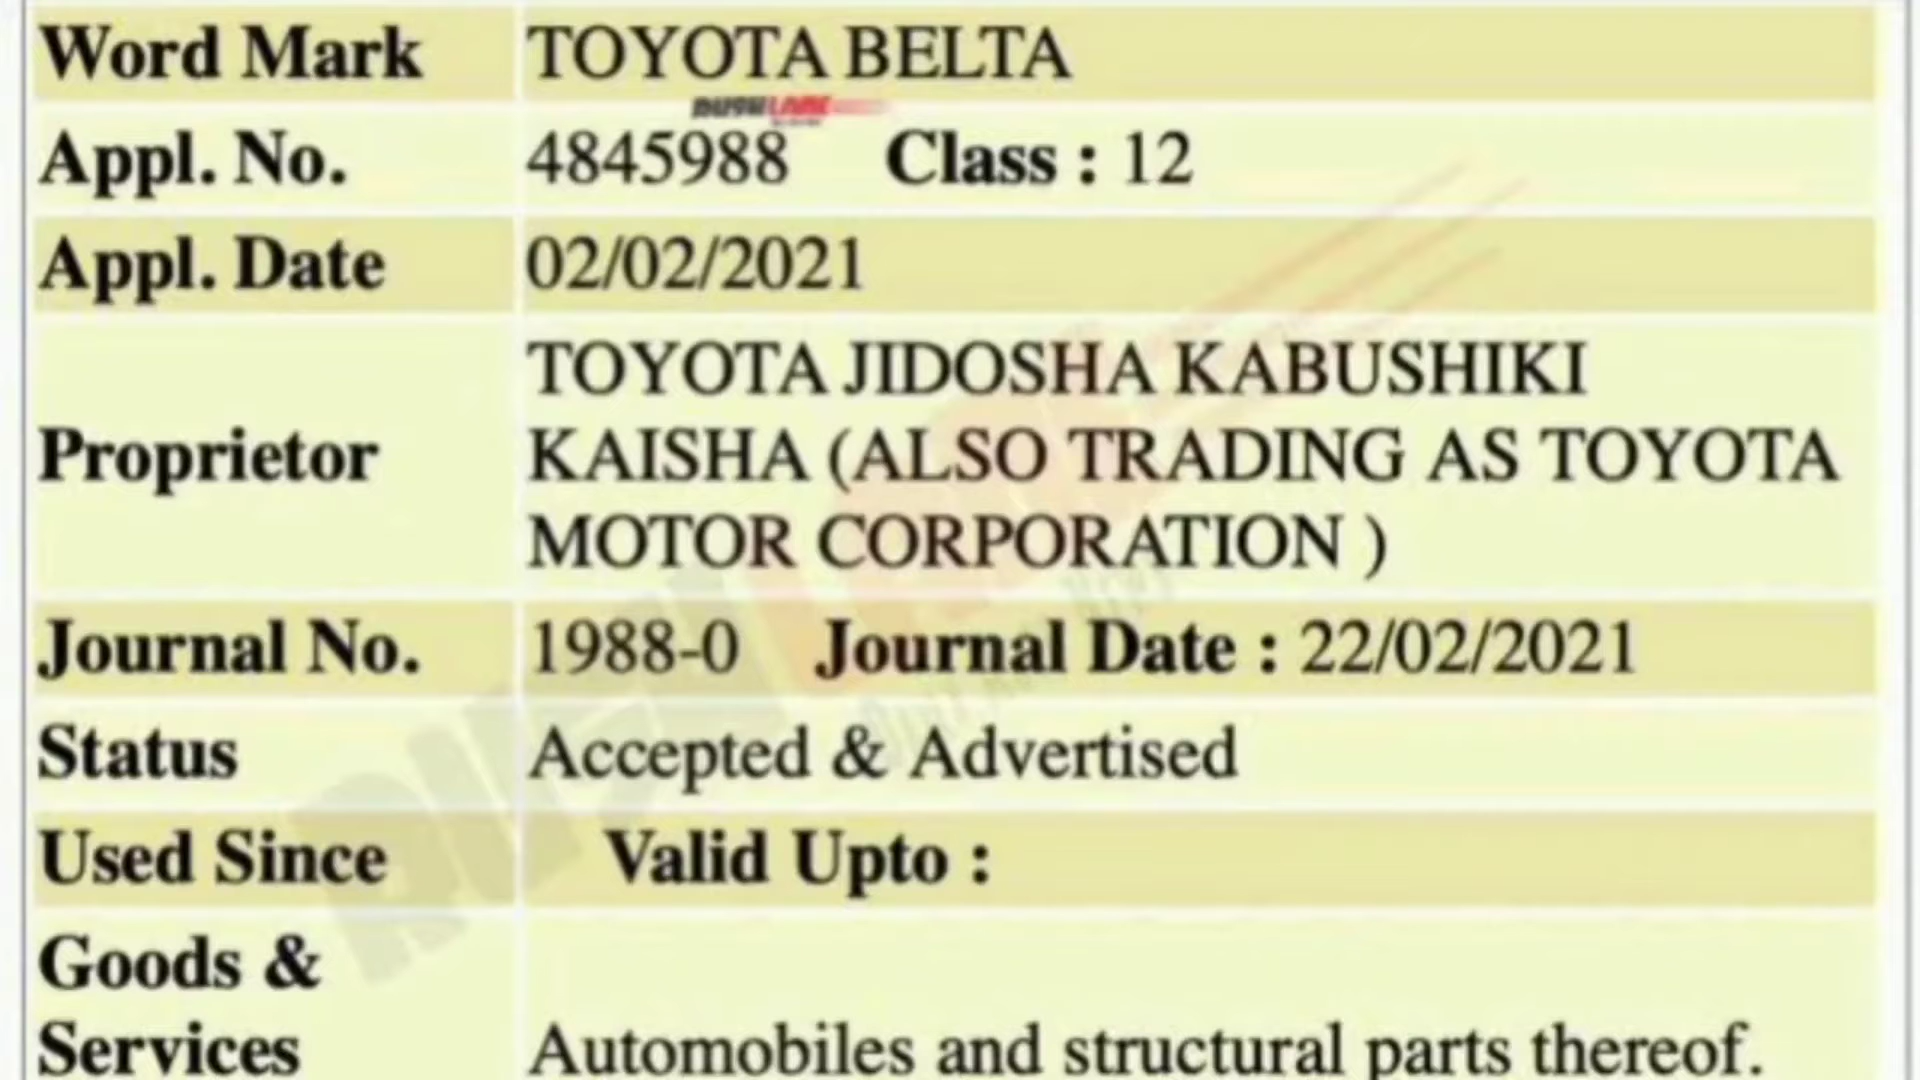 Word Mark TOYOTA BELTA
RUSHLANE
Appl. No. 4845988 Class : 12
Appl. Date 02/02/2021
Proprietor TOYOTA JIDOSHA KABUSHIKI
KAISHA (ALSO TRADING AS TOYOTA
MOTOR CORPORATION )
Journal No. 1988-0 Journal Date : 22/02/2021
Status Accepted & Advertised
Used Since Valid Upto :
Goods &
Services Automobiles and structural parts thereof.
RUSHLANE